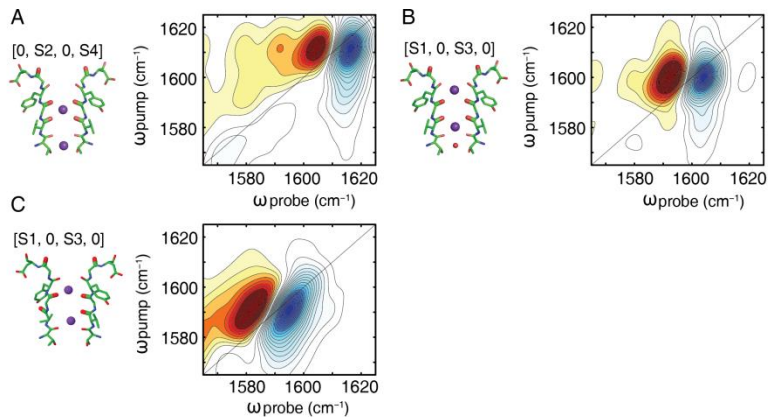 A
[0, S2, 0, S4]
1620
1600
1580
ωpump (cm⁻¹)
1580 1600 1620
ωprobe (cm⁻¹)
B
[S1, 0, S3, 0]
1620
1600
1580
ωpump (cm⁻¹)
1580 1600 1620
ωprobe (cm⁻¹)
C
[S1, 0, S3, 0]
1620
1600
1580
ωpump (cm⁻¹)
1580 1600 1620
ωprobe (cm⁻¹)